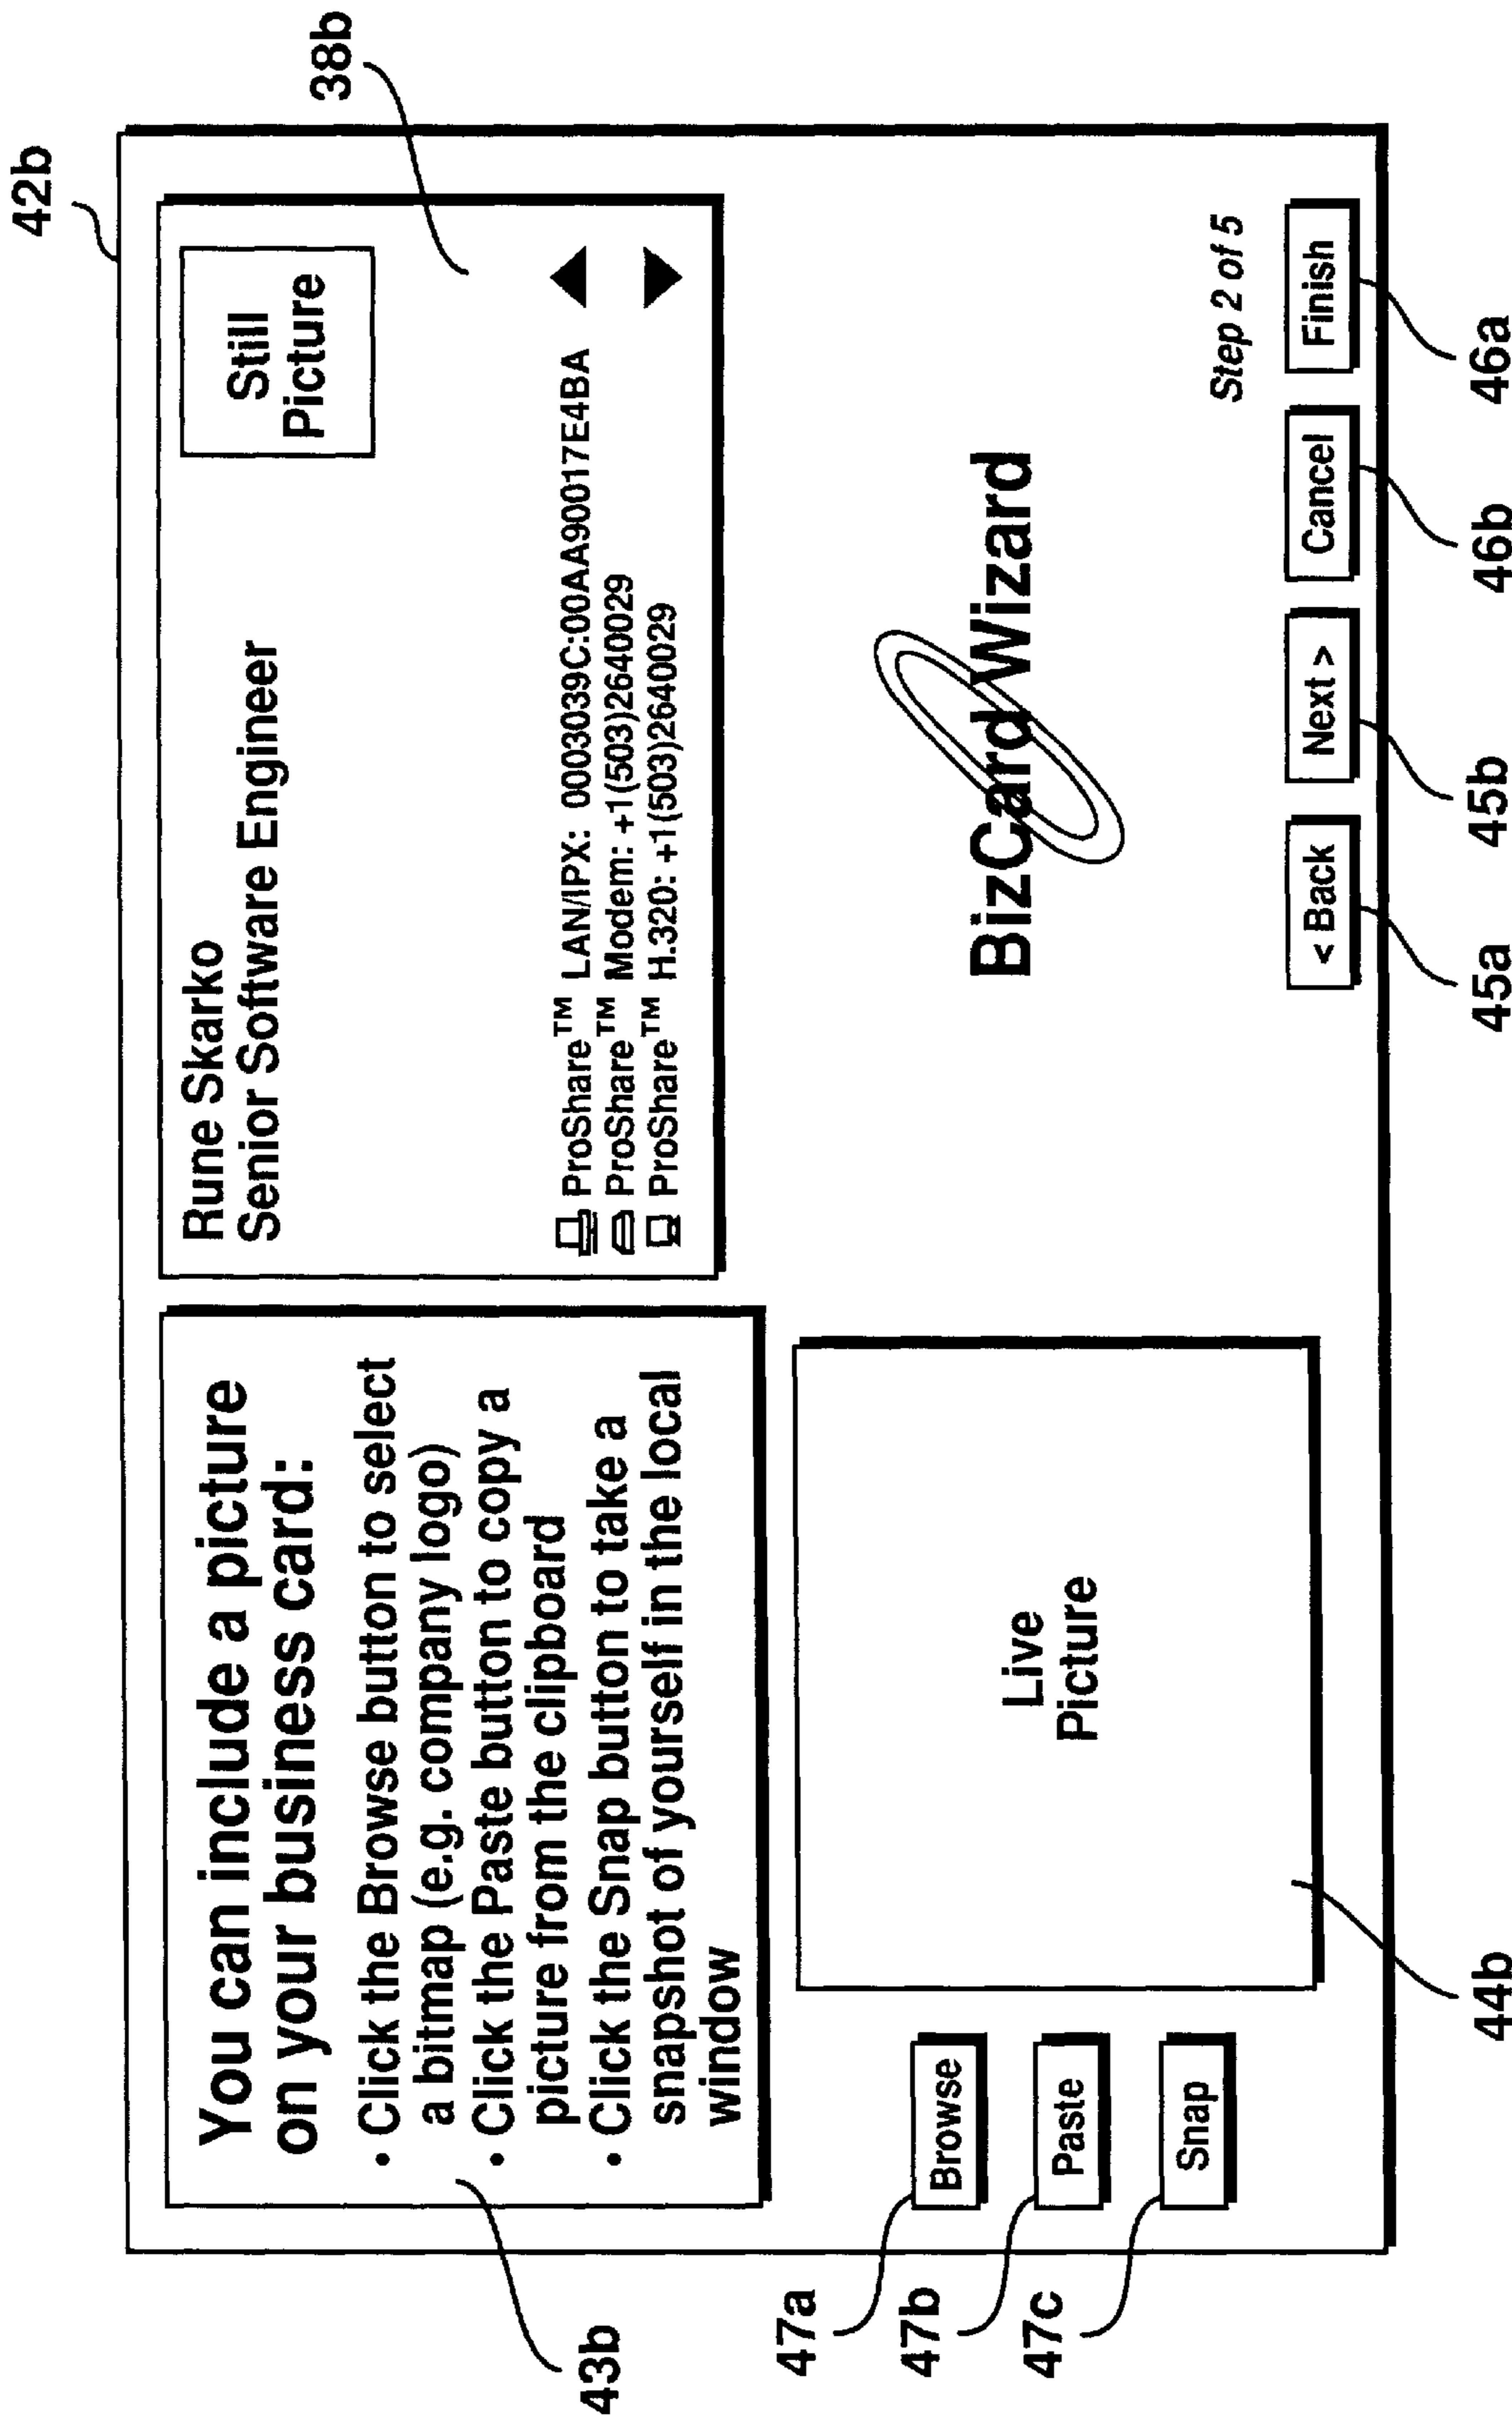 42b
You can include a picture
on your business card:
• Click the Browse button to select
a bitmap (e.g. company logo)
• Click the Paste button to copy a
picture from the clipboard
• Click the Snap button to take a
snapshot of yourself in the local
window
43b
Rune Skarko
Senior Software Engineer
Still
Picture
ProShare™ LAN/IPX: 0003039C:00AA90017E4BA
ProShare™ Modem: +1(503)2640029
ProShare™ H.320: +1(503)2640029
38b
47a
Browse
47b
Paste
47c
Snap
Live
Picture
44b
BizCard Wizard
Step 2 of 5
< Back
Next >
Cancel
Finish
45a
45b
46b
46a